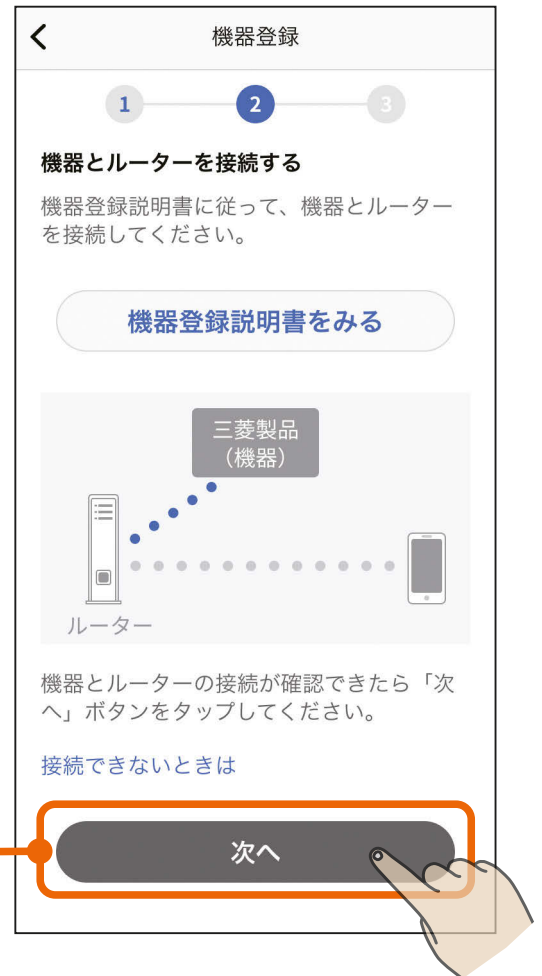 機器登録
1 2 3
機器とルーターを接続する
機器登録説明書に従って、機器とルーター
を接続してください。
機器登録説明書をみる
三菱製品
（機器）
ルーター
機器とルーターの接続が確認できたら「次
へ」ボタンをタップしてください。
接続できないときは
次へ